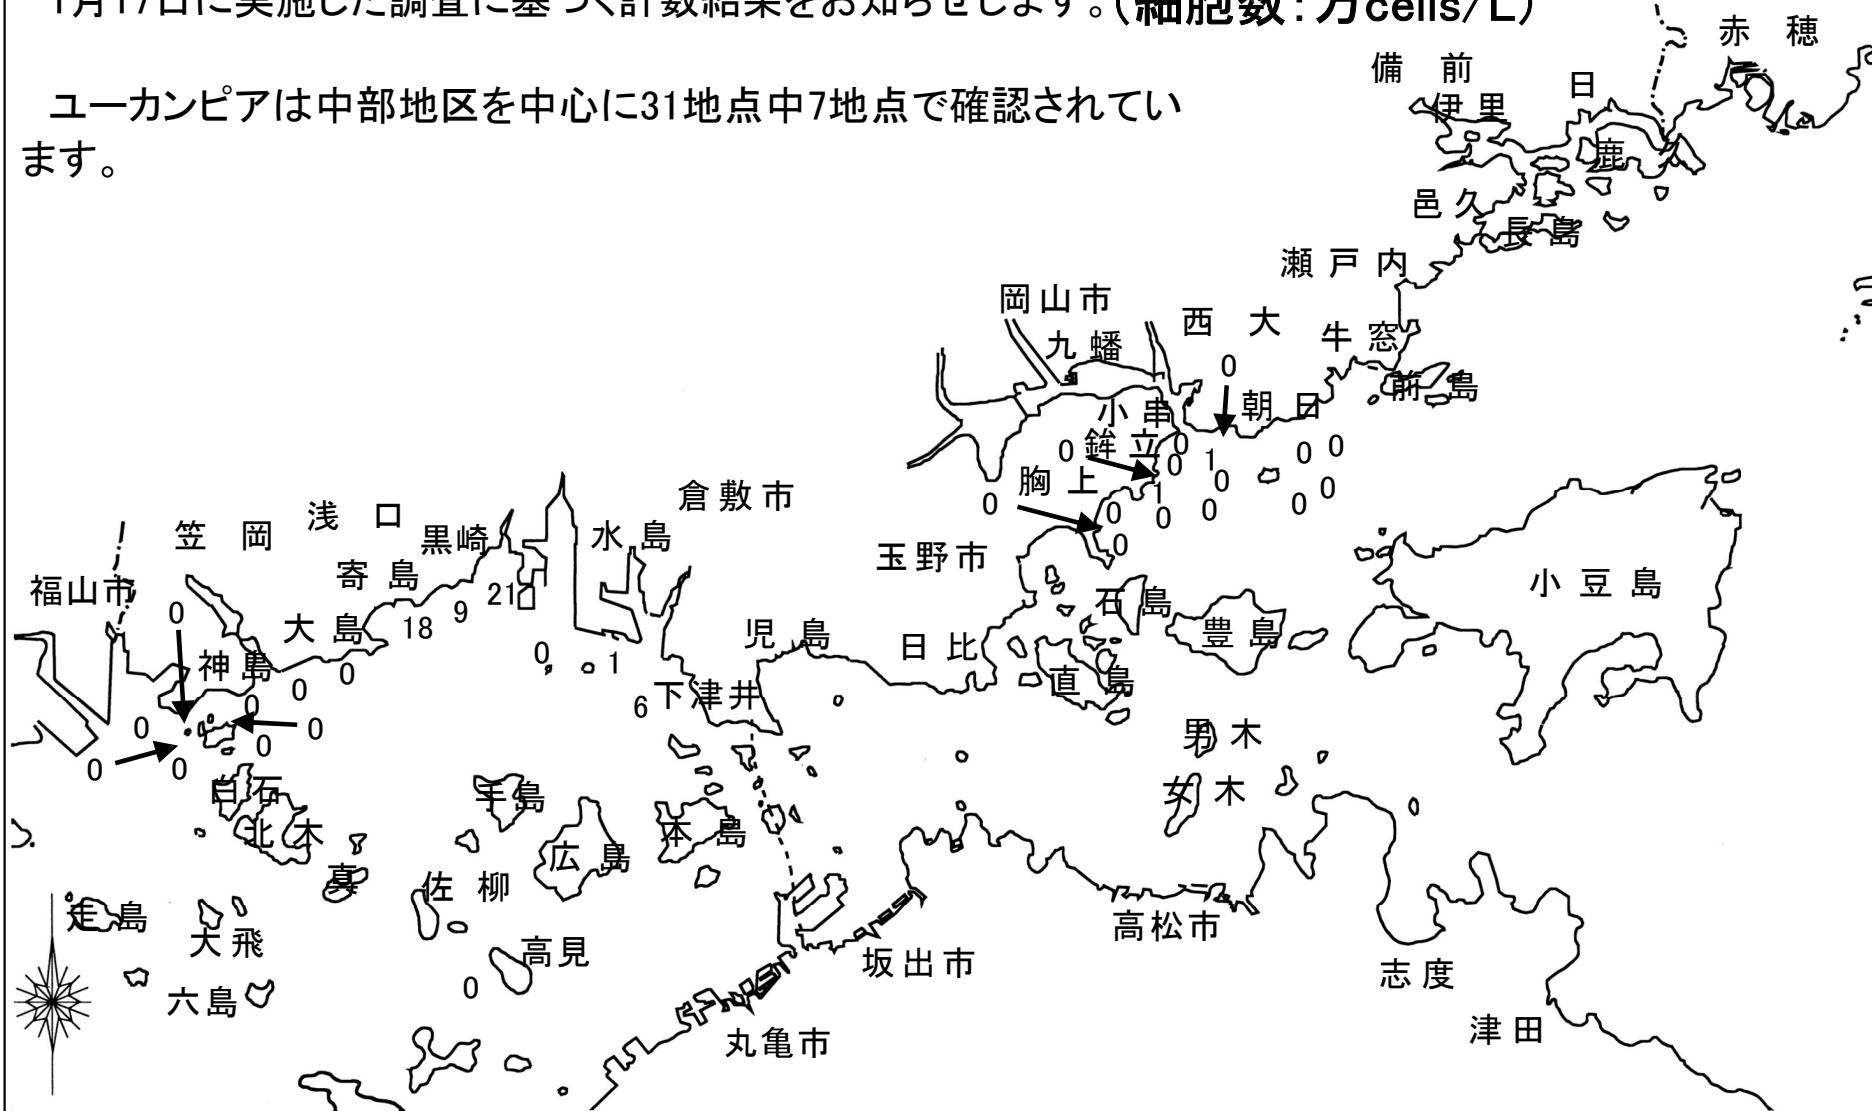 1月17日に実施した調査に基づく計数結果をお知らせします。(細胞数:万cells/L)
ユーカンピアは中部地区を中心に31地点中7地点で確認されてい
ます。
赤 穂
備 前
日
伊里
鹿 久
邑久
長島
瀬戸内
岡山市
西 大
牛窓
九蟠
0
前島
小串
朝日
0
鉾立
0
0
1
0
0
0
胸上
0
1
0
0
0
0
0
0
0
0
倉敷市
浅 口
笠 岡
黒崎
水島
玉野市
寄島
福山市
0
21
9
18
大島
石島
小豆島
豊島
児島
日比
神島
0
1
0
0
直島
6
下津井
0
0
0
0
0
0
男木
白石
手島
女木
北木
本島
広島
真
佐柳
走島
大飛
高見
高松市
坂出市
志度
0
六島
丸亀市
津田